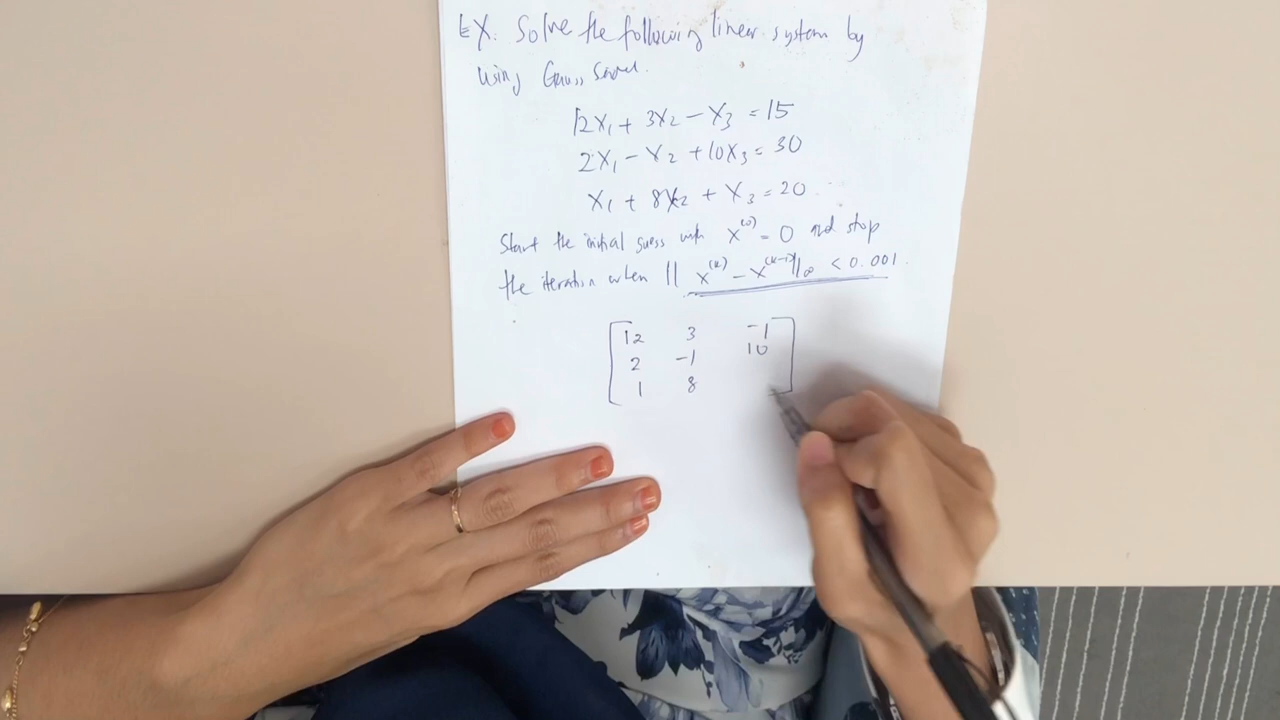 EX. Solve the following linear system by
using Gauss Seidel.
12x₁ + 3x₂ - x₃ = 15
2x₁ - x₂ + 10x₃ = 30
x₁ + 8x₂ + x₃ = 20
Start the initial guess with x⁽⁰⁾ = 0 and stop
the iteration when || x⁽ᵏ⁾ - x⁽ᵏ⁻¹⁾||∞ < 0.001.
12 3 -1
2 -1 10
1 8